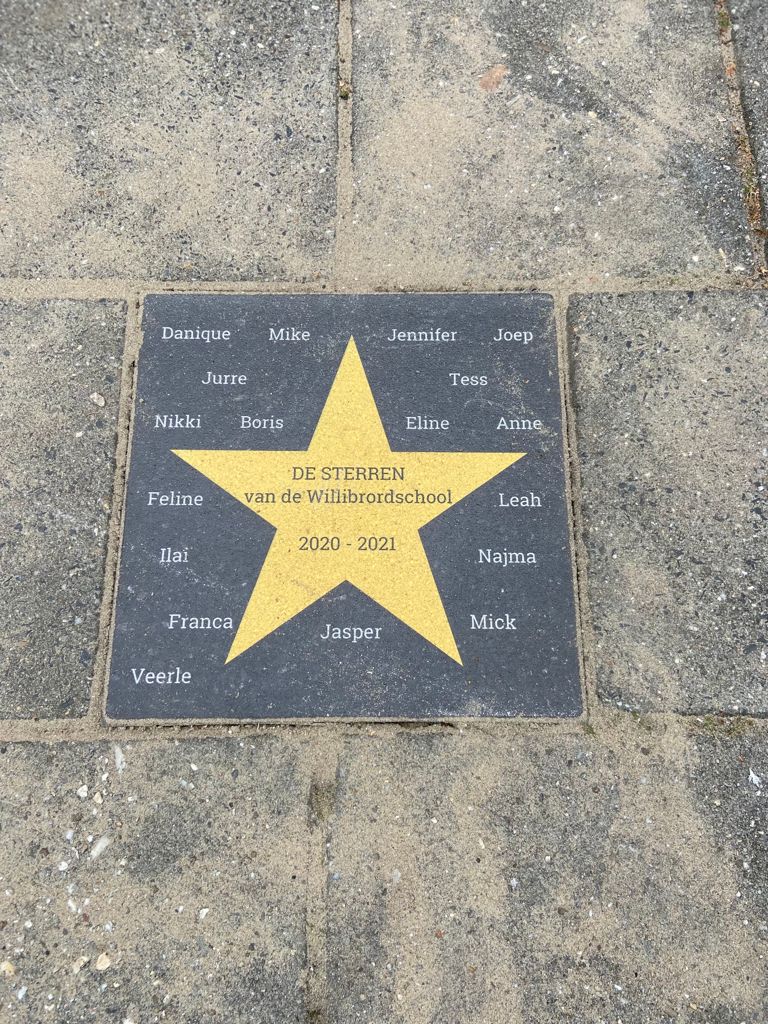 Danique Mike Jennifer Joep
Jurre Tess
Nikki Boris Eline Anne
DE STERREN
van de Willibrordschool
Feline Leah
2020 - 2021
Ilai Najma
Franca Jasper Mick
Veerle